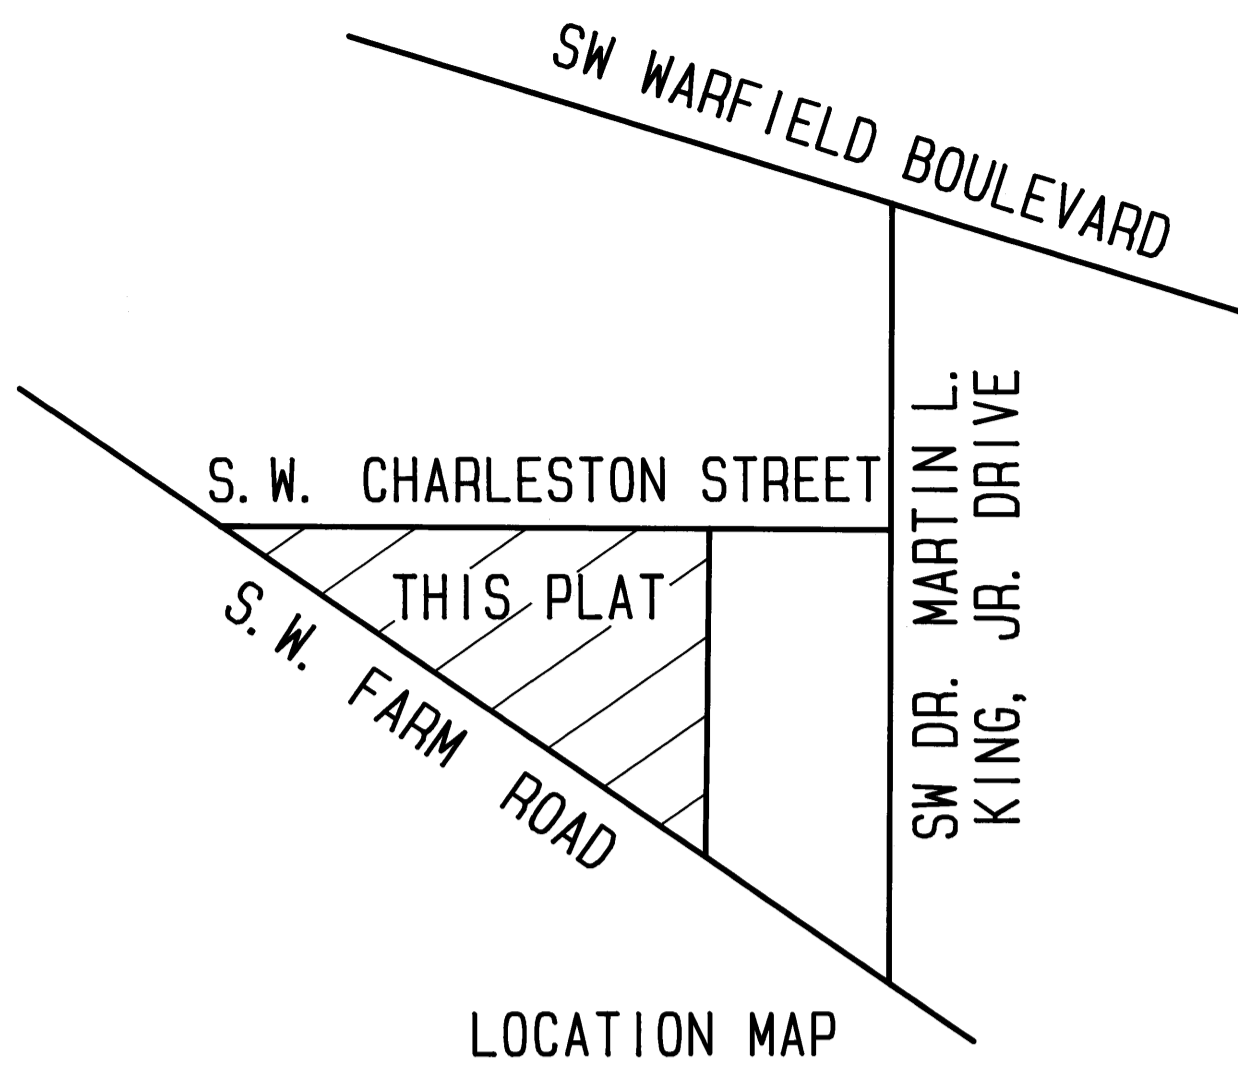 SW WARFIELD BOULEVARD
S.W. CHARLESTON STREET
SW DR. MARTIN L.
KING, JR. DRIVE
THIS PLAT
S.W. FARM ROAD
LOCATION MAP